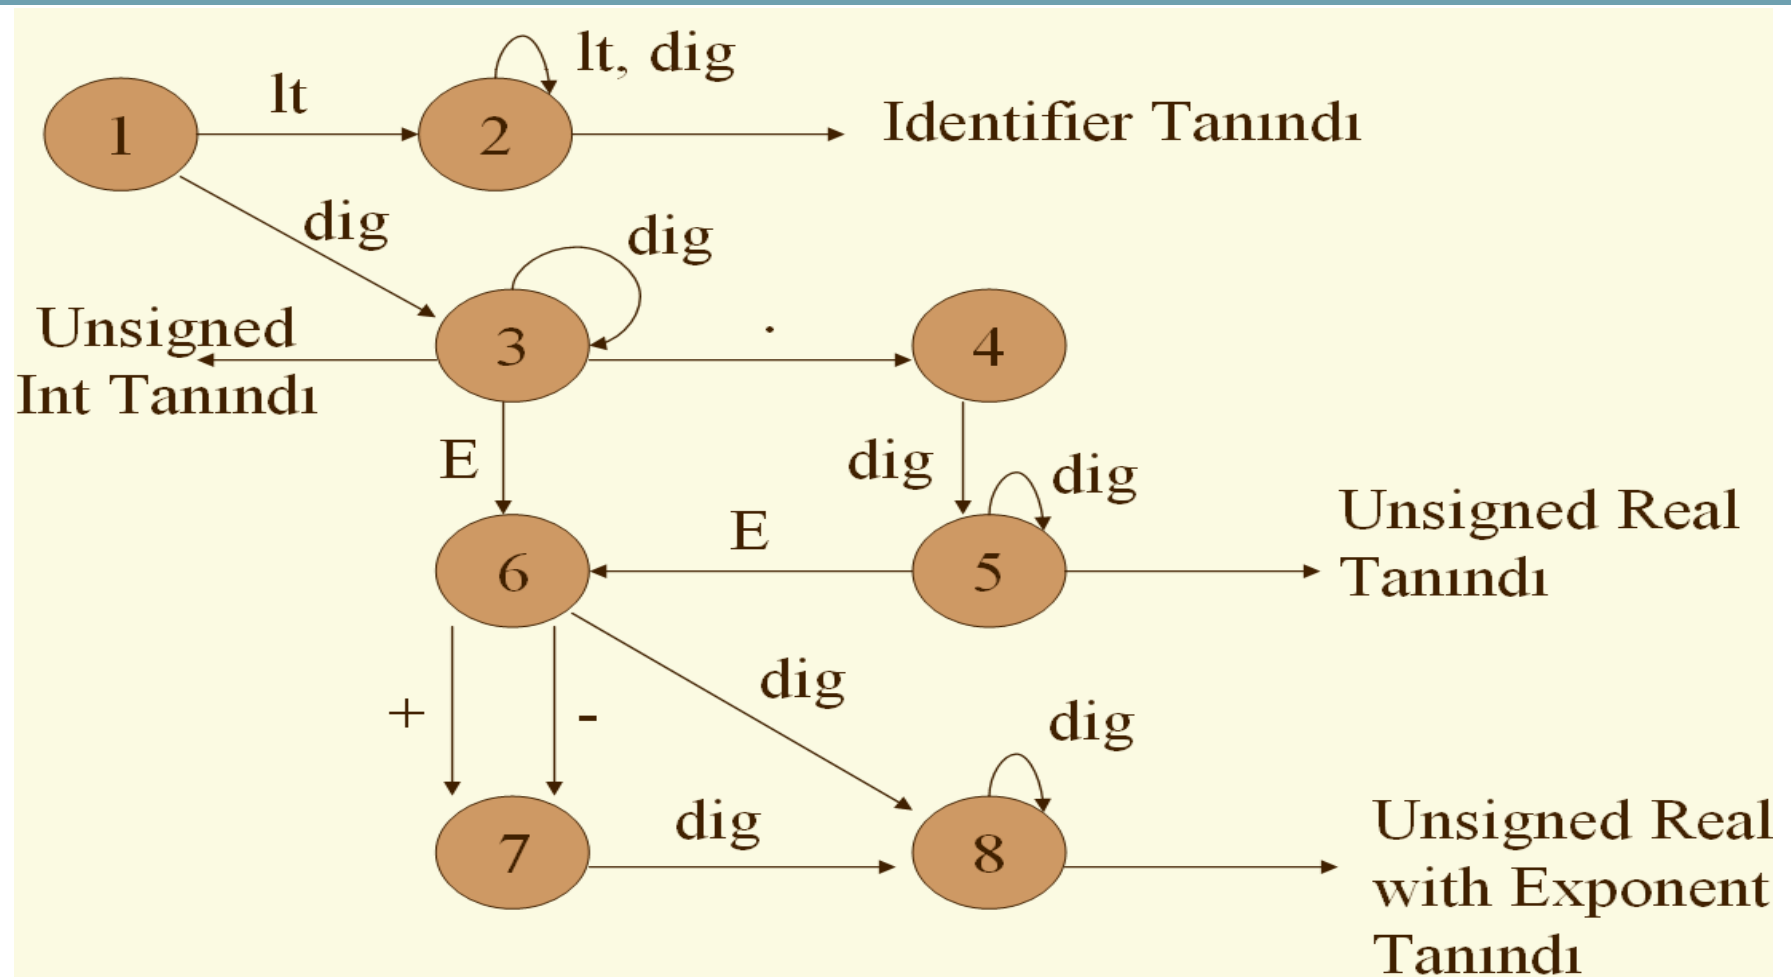 lt, dig
lt
1
2
Identifier Tanındı
dig
dig
Unsigned
Int Tanındı
3
.
4
E
dig
dig
E
6
5
Unsigned Real
Tanındı
+
-
dig
dig
7
dig
8
Unsigned Real
with Exponent
Tanındı